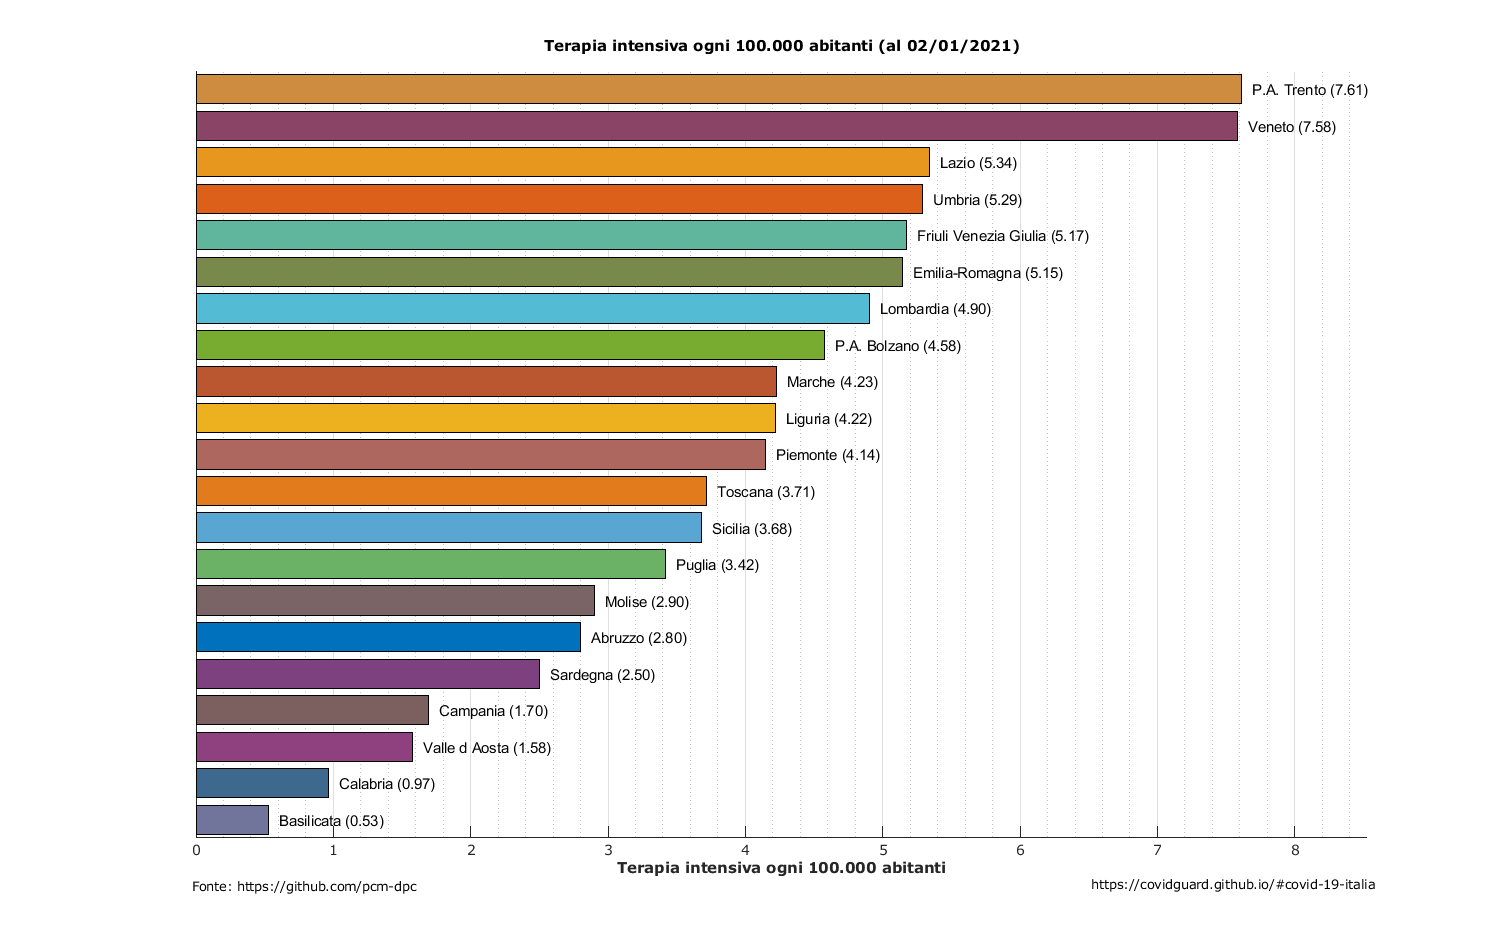 Terapia intensiva ogni 100.000 abitanti (al 02/01/2021)
P.A. Trento (7.61)
Veneto (7.58)
Lazio (5.34)
Umbria (5.29)
Friuli Venezia Giulia (5.17)
Emilia-Romagna (5.15)
Lombardia (4.90)
P.A. Bolzano (4.58)
Marche (4.23)
Liguria (4.22)
Piemonte (4.14)
Toscana (3.71)
Sicilia (3.68)
Puglia (3.42)
Molise (2.90)
Abruzzo (2.80)
Sardegna (2.50)
Campania (1.70)
Valle d Aosta (1.58)
Calabria (0.97)
Basilicata (0.53)
0 1 2 3 4 5 6 7 8
Terapia intensiva ogni 100.000 abitanti
Fonte: https://github.com/pcm-dpc
https://covidguard.github.io/#covid-19-italia